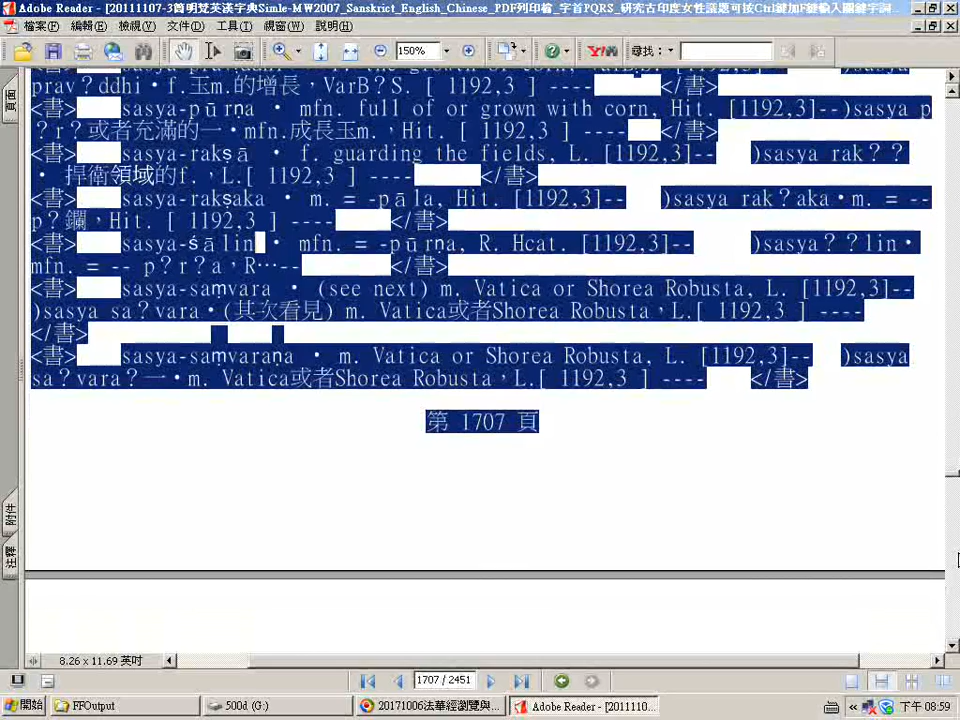 Adobe Reader - [20111107-3簡明梵英漢字典Simle-MW2007_Sanskrict_English_Chinese_PDF列印檔_字首PQRS_研究古印度女性議題可按Ctrl鍵加F鍵輸入關鍵字詞...
檔案(F) 編輯(E) 檢視(V) 文件(D) 工具(T) 視窗(W) 說明(H)
150% 尋找：
頁面
prav？ddhi‧f.玉m.的增長，VarB？S. [ 1192,3 ] ---- </書>
<書> sasya-pūrṇa ‧ mfn. full of or grown with corn, Hit. [1192,3]--)sasya p
？r？或者充滿的一‧mfn.成長玉m.，Hit. [ 1192,3 ] ---- </書>
<書> sasya-rakṣā ‧ f. guarding the fields, L. [1192,3]-- )sasya rak？？
‧ 捍衛領域的f.，L.[ 1192,3 ] ---- </書>
<書> sasya-rakṣaka ‧ m. = -pāla, Hit. [1192,3]-- )sasya rak？aka‧m. = --
p？鑭，Hit. [ 1192,3 ] ---- </書>
<書> sasya-śālin ‧ mfn. = -pūrṇa, R. Hcat. [1192,3]-- )sasya？？lin‧
mfn. = -- p？r？a，R…-- </書>
<書> sasya-saṃvara ‧ (see next) m. Vatica or Shorea Robusta, L. [1192,3]--
)sasya sa？vara‧(其次看見) m. Vatica或者Shorea Robusta，L.[ 1192,3 ] ----
</書>
<書> sasya-saṃvaraṇa ‧ m. Vatica or Shorea Robusta, L. [1192,3]-- )sasya
sa？vara？一‧m. Vatica或者Shorea Robusta，L.[ 1192,3 ] ---- </書>
第 1707 頁
附件
注釋
8.26 x 11.69 英吋
1707 / 2451
開始 FFOutput 500d (G:) 20171006法華經瀏覽與... Adobe Reader - [2011110... 下午 08:59